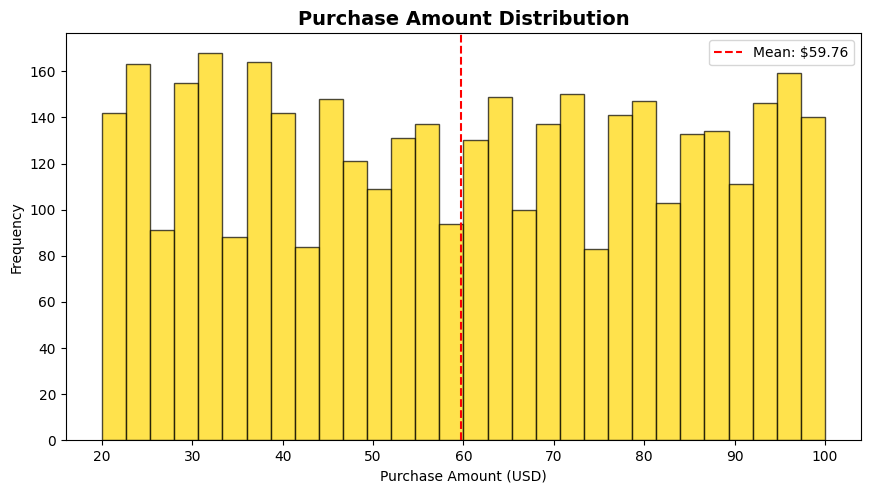 Purchase Amount Distribution
Mean: $59.76
Frequency
160
140
120
100
80
60
40
20
0
20 30 40 50 60 70 80 90 100
Purchase Amount (USD)